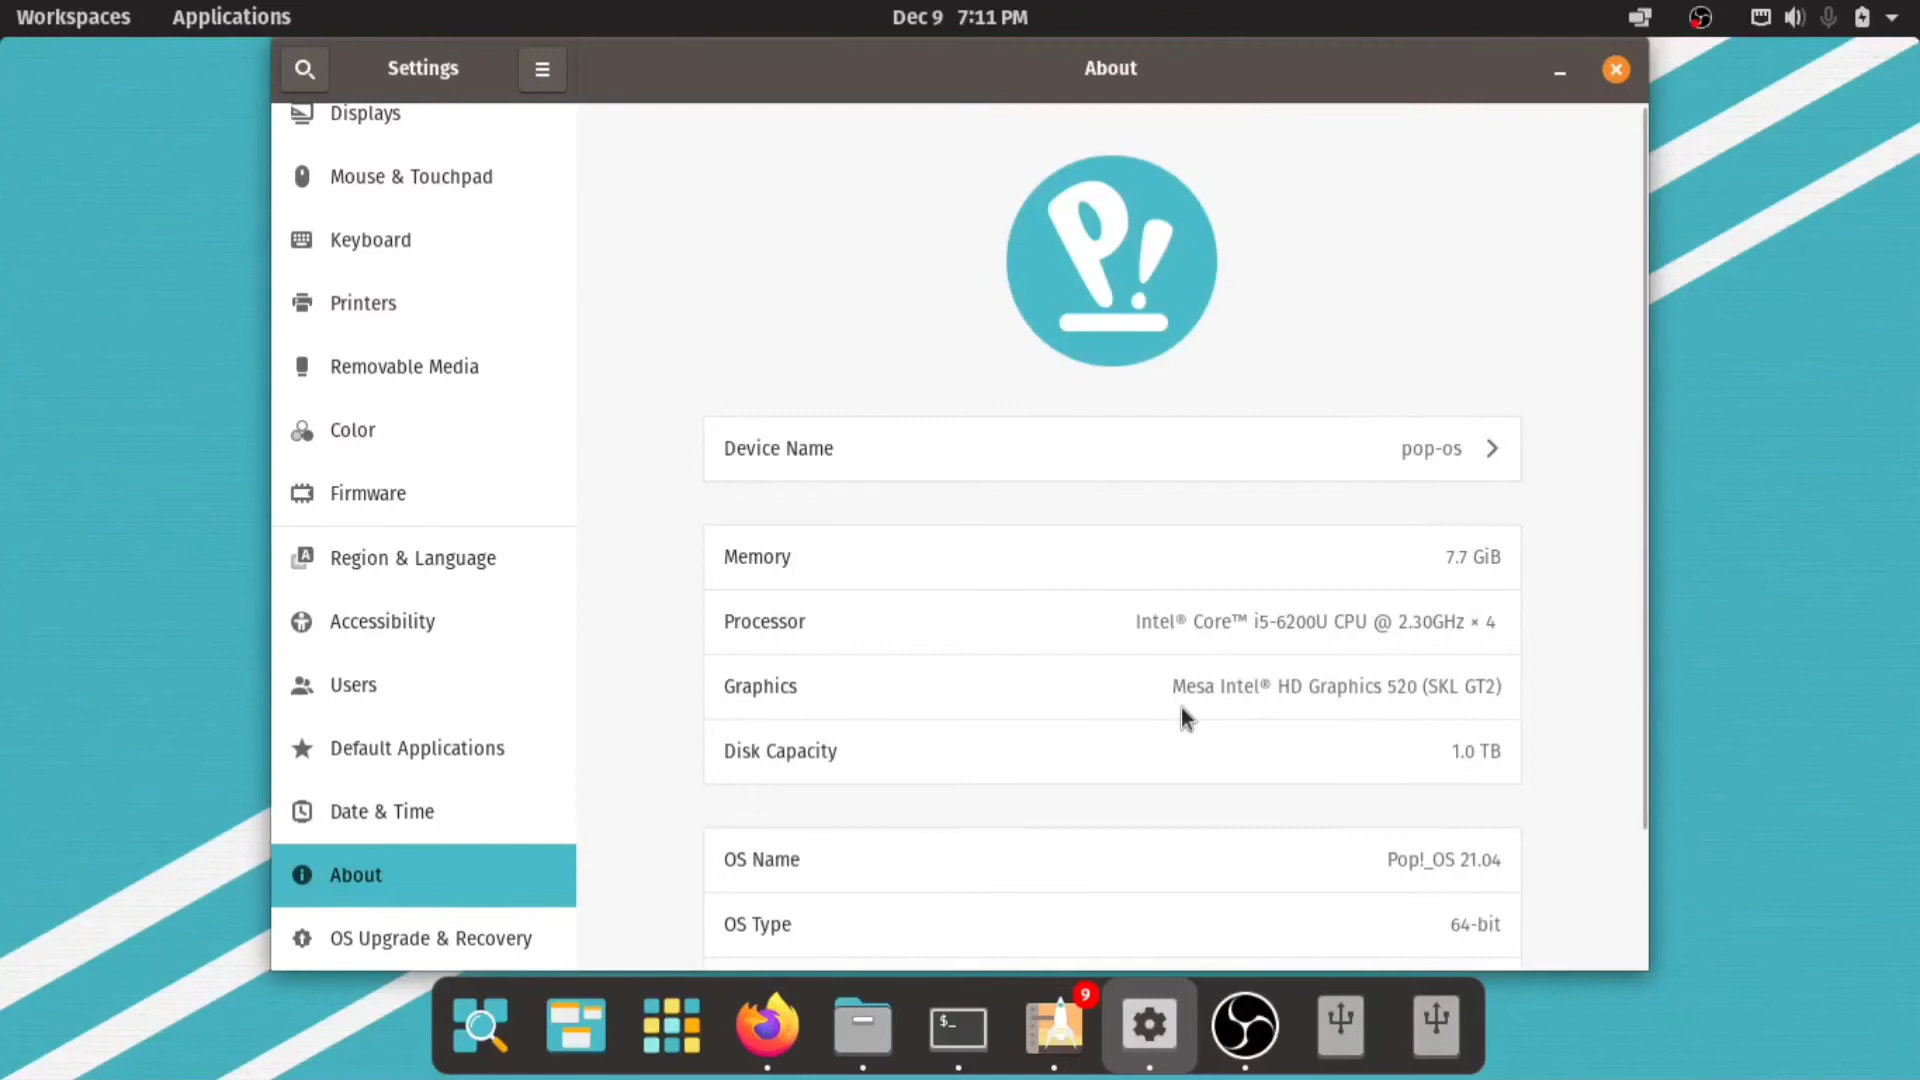 Workspaces Applications Dec 9 7:11 PM
Settings About
Displays
Mouse & Touchpad
Keyboard
Printers
Removable Media
Color
Firmware
Region & Language
Accessibility
Users
Default Applications
Date & Time
About
OS Upgrade & Recovery
P!
Device Name pop-os
Memory 7.7 GiB
Processor Intel® Core™ i5-6200U CPU @ 2.30GHz × 4
Graphics Mesa Intel® HD Graphics 520 (SKL GT2)
Disk Capacity 1.0 TB
OS Name Pop!_OS 21.04
OS Type 64-bit
$_
9